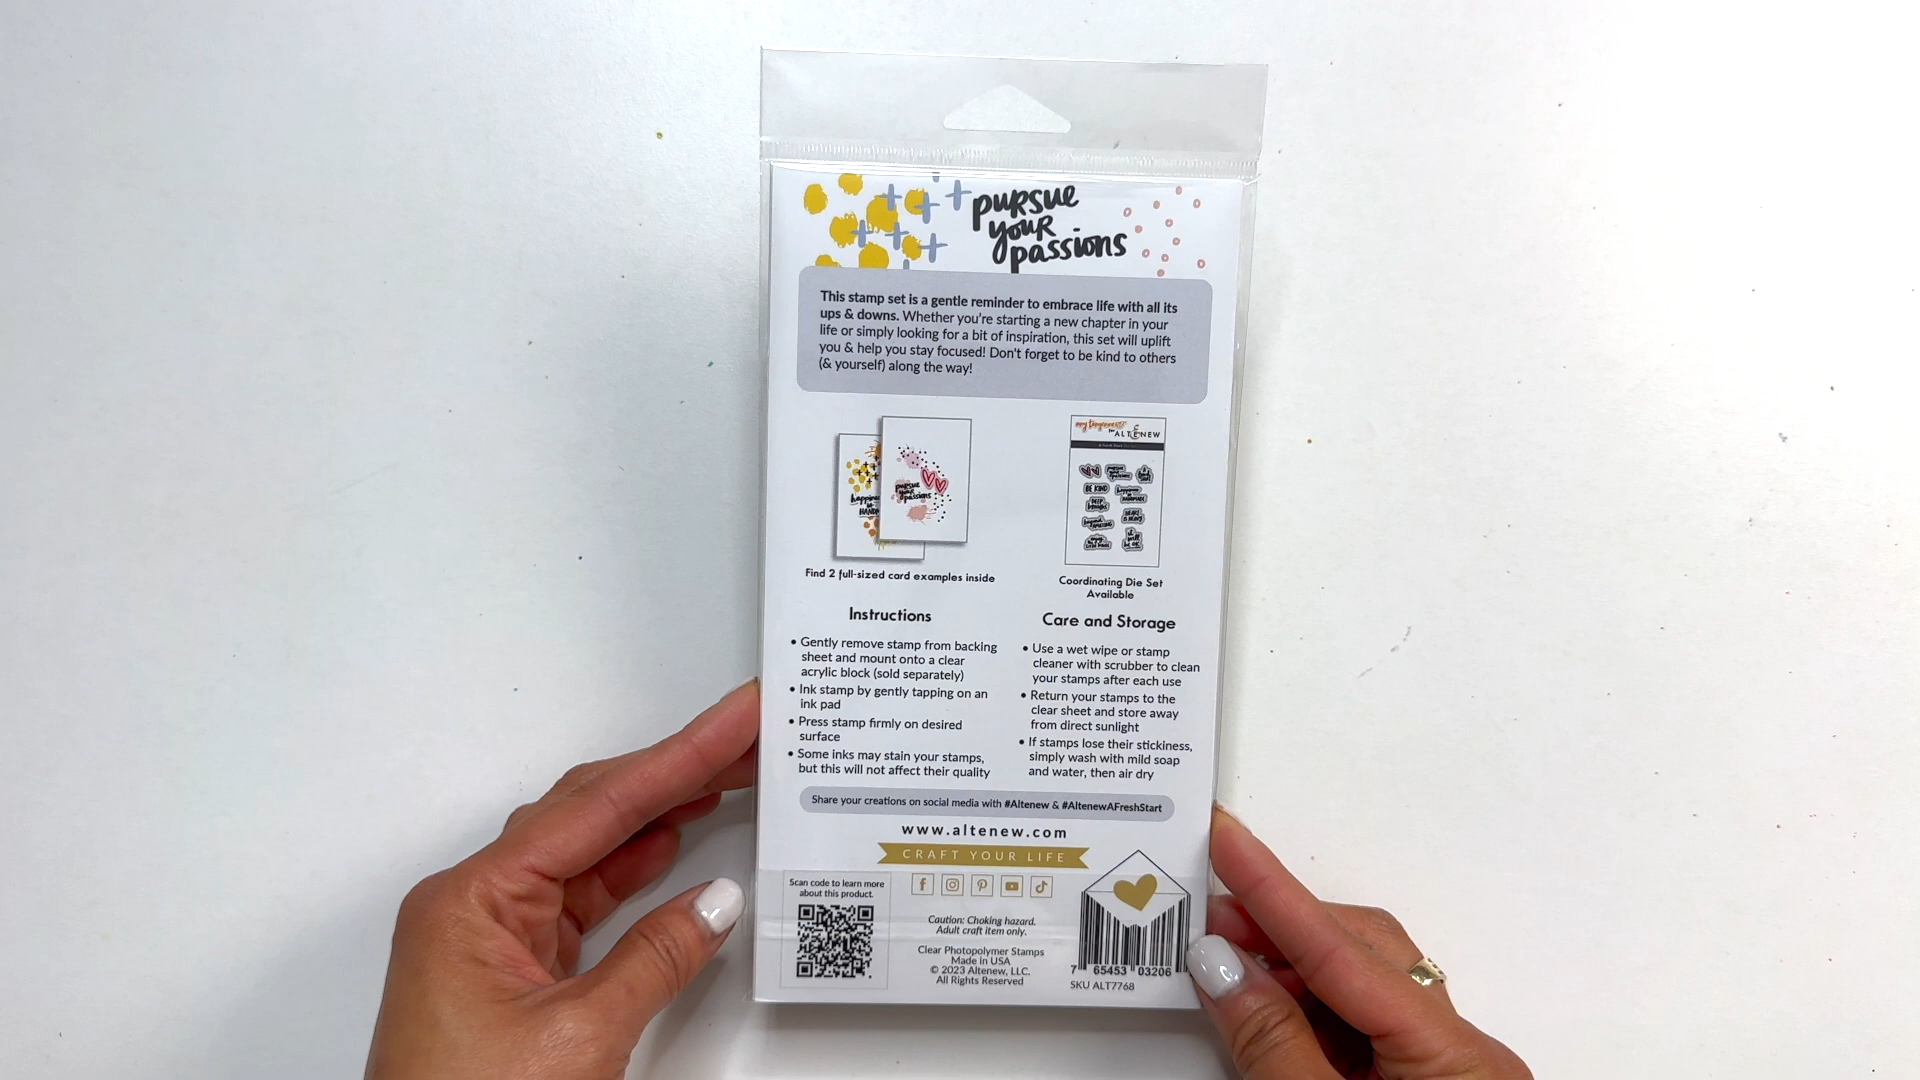 pursue
your
passions
This stamp set is a gentle reminder to embrace life with all its
ups & downs. Whether you're starting a new chapter in your
life or simply looking for a bit of inspiration, this set will uplift
you & help you stay focused! Don't forget to be kind to others
(& yourself) along the way!
happine
HAND
pursue
your
passions
ALTENEW
BE KIND
Find 2 full-sized card examples inside
Coordinating Die Set
Available
Instructions
• Gently remove stamp from backing
sheet and mount onto a clear
acrylic block (sold separately)
• Ink stamp by gently tapping on an
ink pad
• Press stamp firmly on desired
surface
• Some inks may stain your stamps,
but this will not affect their quality
Care and Storage
• Use a wet wipe or stamp
cleaner with scrubber to clean
your stamps after each use
• Return your stamps to the
clear sheet and store away
from direct sunlight
• If stamps lose their stickiness,
simply wash with mild soap
and water, then air dry
Share your creations on social media with #Altenew & #AltenewAFreshStart
www.altenew.com
CRAFT YOUR LIFE
Scan code to learn more
about this product.
Caution: Choking hazard.
Adult craft item only.
Clear Photopolymer Stamps
Made in USA
© 2023 Altenew, LLC.
All Rights Reserved
7 65453 03206
SKU ALT7768